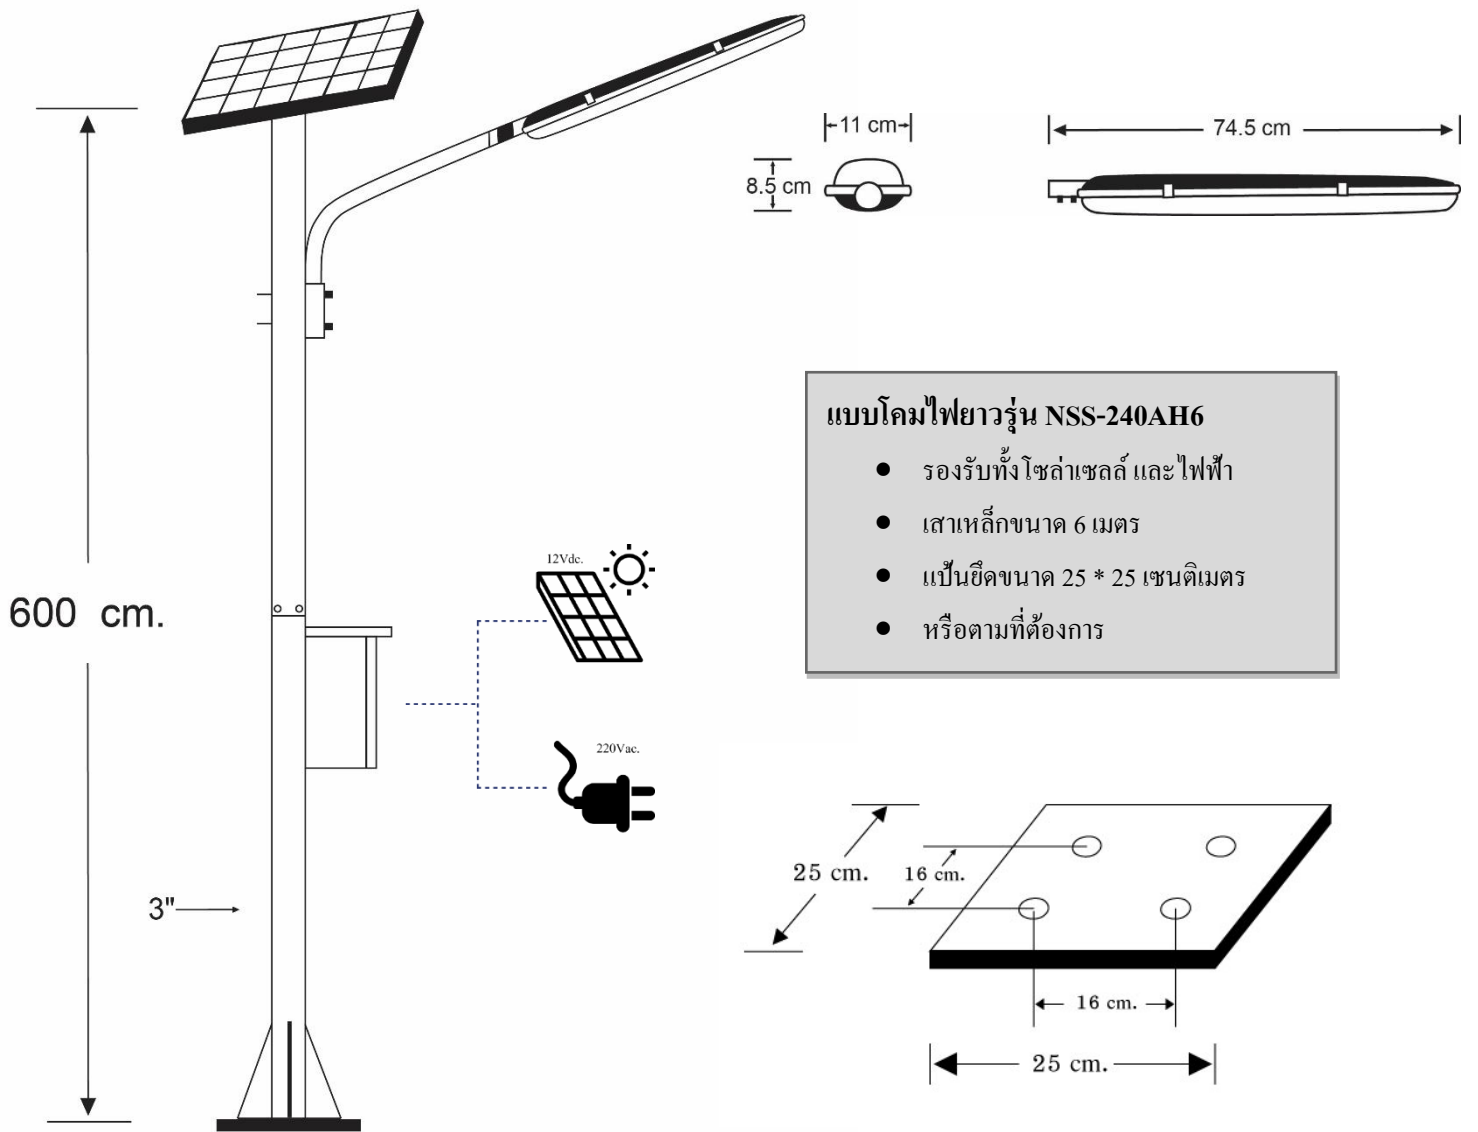 11 cm
74.5 cm
8.5 cm
แบบโคมไฟยาวรุ่น NSS-240AH6
● รองรับทั้งโซล่าเซลล์ และไฟฟ้า
● เสาเหล็กขนาด 6 เมตร
● แป้นยึดขนาด 25 * 25 เซนติเมตร
● หรือตามที่ต้องการ
12Vdc.
600 cm.
220Vac.
25 cm.
16 cm.
3"
16 cm.
25 cm.